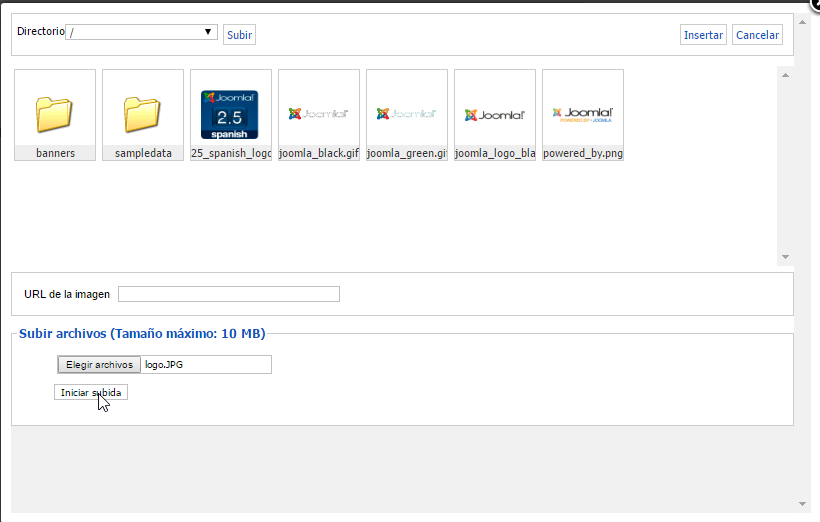 Directorio / Subir Insertar Cancelar
Joomla! 2.5 spanish Joomla! Joomla! Joomla! Joomla! POWERED BY JOOMLA
banners sampledata 25_spanish_logo joomla_black.gif joomla_green.gif joomla_logo_bla powered_by.png
URL de la imagen
Subir archivos (Tamaño máximo: 10 MB)
Elegir archivos logo.JPG
Iniciar subida